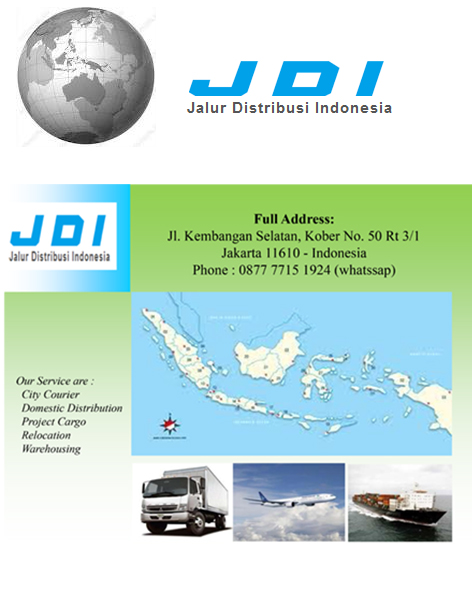 JDI
Jalur Distribusi Indonesia
JDI
Jalur Distribusi Indonesia
Full Address:
Jl. Kembangan Selatan, Kober No. 50 Rt 3/1
Jakarta 11610 - Indonesia
Phone : 0877 7715 1924 (whatssap)
Our Service are :
City Courier
Domestic Distribution
Project Cargo
Relocation
Warehousing